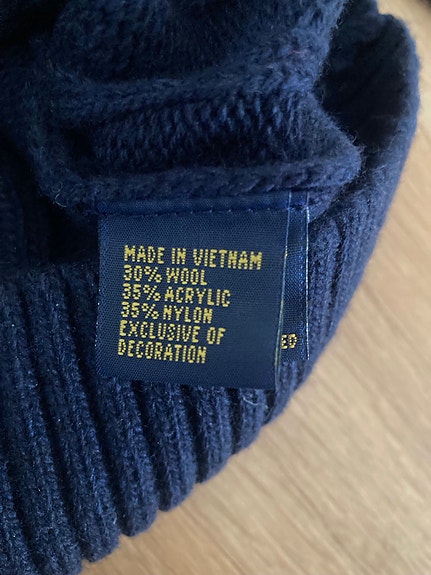 MADE IN VIETNAM
30% WOOL
35% ACRYLIC
35% NYLON
EXCLUSIVE OF
DECORATION